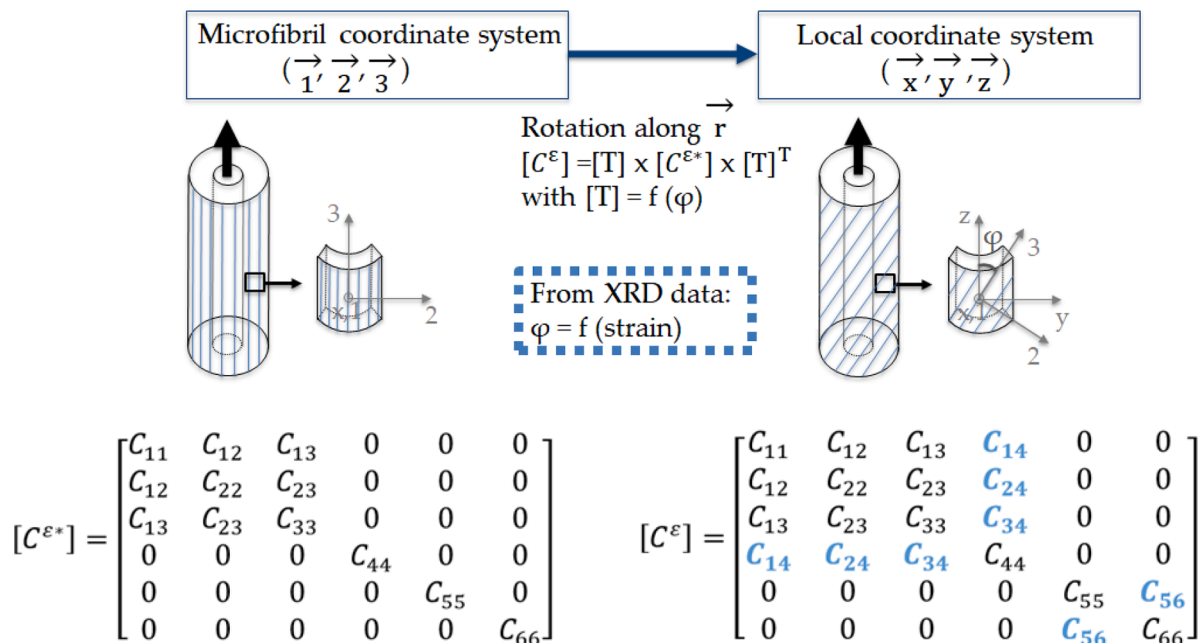 Microfibril coordinate system
(1⃗, 2⃗, 3⃗)
Local coordinate system
(x⃗, y⃗, z⃗)
Rotation along r⃗
[C^ε] =[T] x [C^ε*] x [T]^T
with [T] = f (φ)
3
x, 1
2
From XRD data:
φ = f (strain)
z
φ
3
x, 1
y
2
[C^ε*] =
C₁₁ C₁₂ C₁₃ 0 0 0
C₁₂ C₂₂ C₂₃ 0 0 0
C₁₃ C₂₃ C₃₃ 0 0 0
0 0 0 C₄₄ 0 0
0 0 0 0 C₅₅ 0
0 0 0 0 0 C₆₆
[C^ε] =
C₁₁ C₁₂ C₁₃ C₁₄ 0 0
C₁₂ C₂₂ C₂₃ C₂₄ 0 0
C₁₃ C₂₃ C₃₃ C₃₄ 0 0
C₁₄ C₂₄ C₃₄ C₄₄ 0 0
0 0 0 0 C₅₅ C₅₆
0 0 0 0 C₅₆ C₆₆